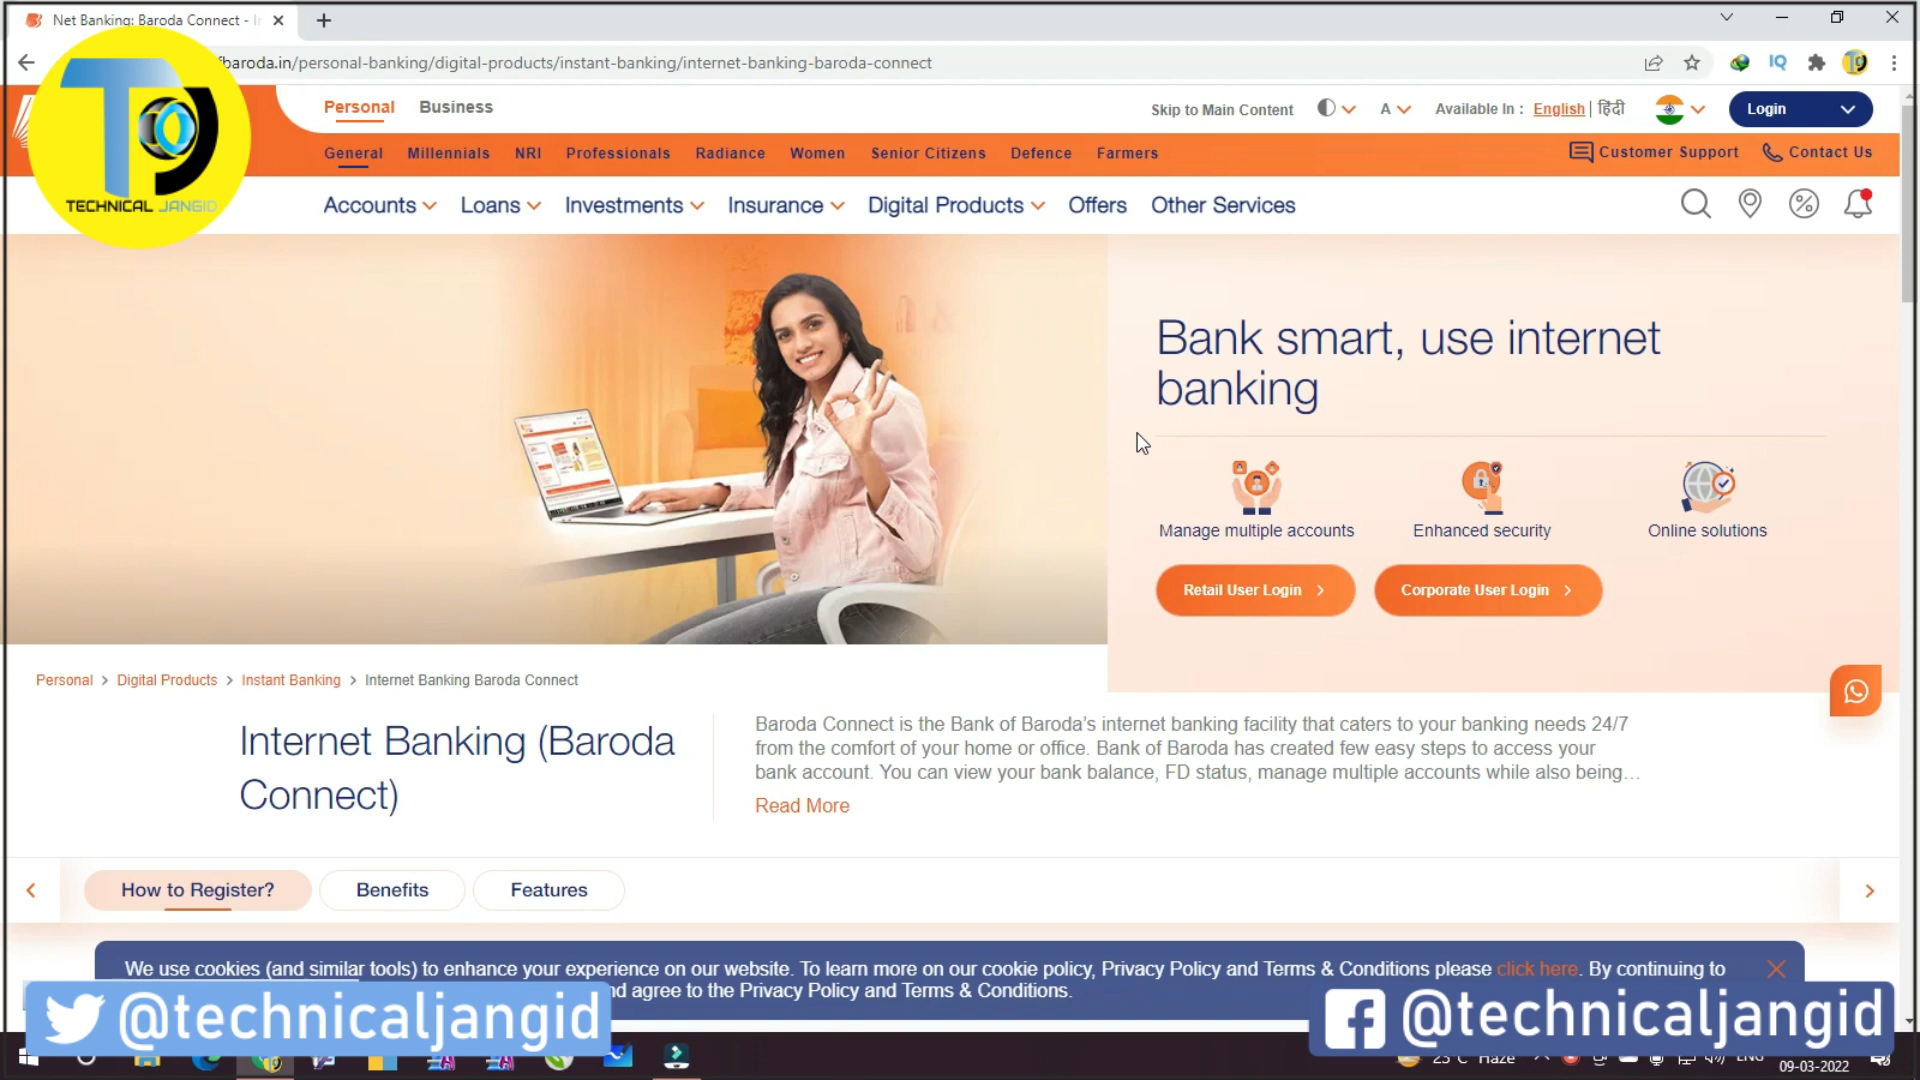 Net Banking: Baroda Connect -
baroda.in/personal-banking/digital-products/instant-banking/internet-banking-baroda-connect
IQ
TECHNICAL JANGID
Personal Business
Skip to Main Content A Available In : English | हिंदी Login
General Millennials NRI Professionals Radiance Women Senior Citizens Defence Farmers
Customer Support Contact Us
Accounts Loans Investments Insurance Digital Products Offers Other Services
Bank smart, use internet
banking
Manage multiple accounts Enhanced security Online solutions
Retail User Login > Corporate User Login >
Personal > Digital Products > Instant Banking > Internet Banking Baroda Connect
Internet Banking (Baroda
Connect)
Baroda Connect is the Bank of Baroda's internet banking facility that caters to your banking needs 24/7
from the comfort of your home or office. Bank of Baroda has created few easy steps to access your
bank account. You can view your bank balance, FD status, manage multiple accounts while also being...
Read More
How to Register? Benefits Features
We use cookies (and similar tools) to enhance your experience on our website. To learn more on our cookie policy, Privacy Policy and Terms & Conditions please click here. By continuing to
agree to the Privacy Policy and Terms & Conditions.
@technicaljangid
@technicaljangid
23°C Haze
ENG
09-03-2022